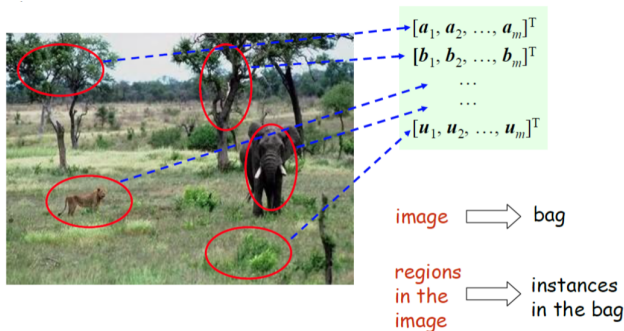 [a₁, a₂, …, aₘ]ᵀ
[b₁, b₂, …, bₘ]ᵀ
…
…
[u₁, u₂, …, uₘ]ᵀ
image bag
regions
in the
image
instances
in the bag